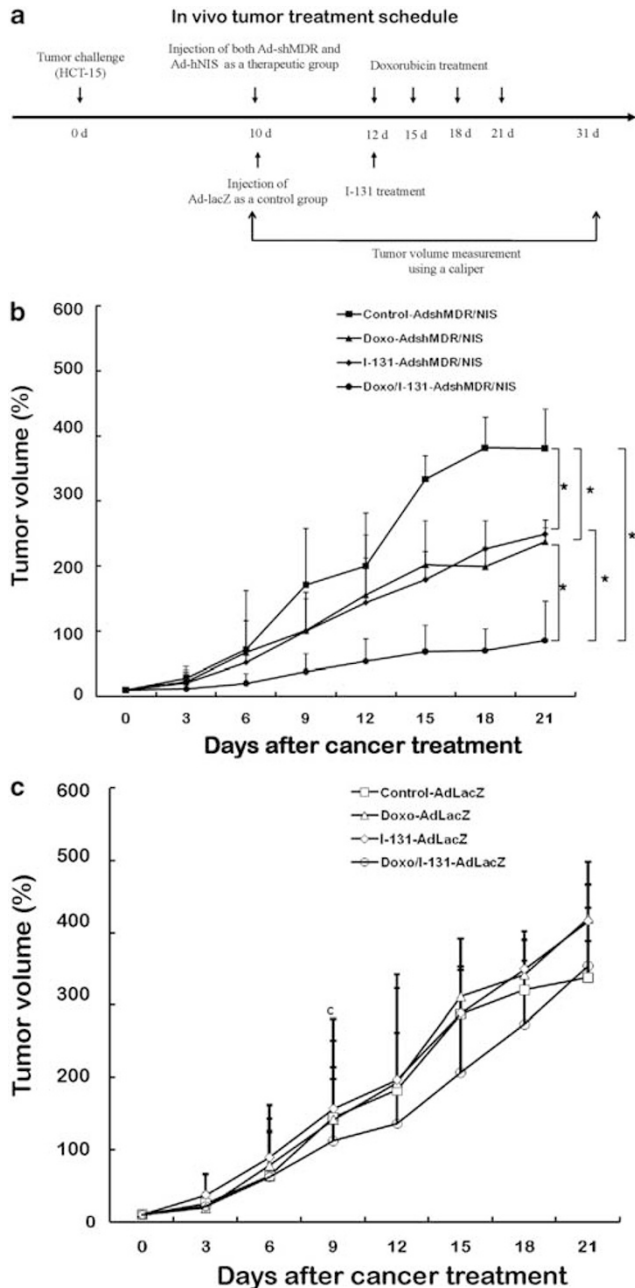 a
In vivo tumor treatment schedule
Tumor challenge
(HCT-15)
Injection of both Ad-shMDR and
Ad-hNIS as a therapeutic group
Doxorubicin treatment
0 d
10 d
12 d
15 d
18 d
21 d
31 d
Injection of
Ad-lacZ as a control group
I-131 treatment
Tumor volume measurement
using a caliper
b
600
500
400
300
200
100
0
Tumor volume (%)
Control-AdshMDR/NIS
Doxo-AdshMDR/NIS
I-131-AdshMDR/NIS
Doxo/I-131-AdshMDR/NIS
*
*
*
*
*
0 3 6 9 12 15 18 21
Days after cancer treatment
c
600
500
400
300
200
100
0
Tumor volume (%)
Control-AdLacZ
Doxo-AdLacZ
I-131-AdLacZ
Doxo/I-131-AdLacZ
c
0 3 6 9 12 15 18 21
Days after cancer treatment